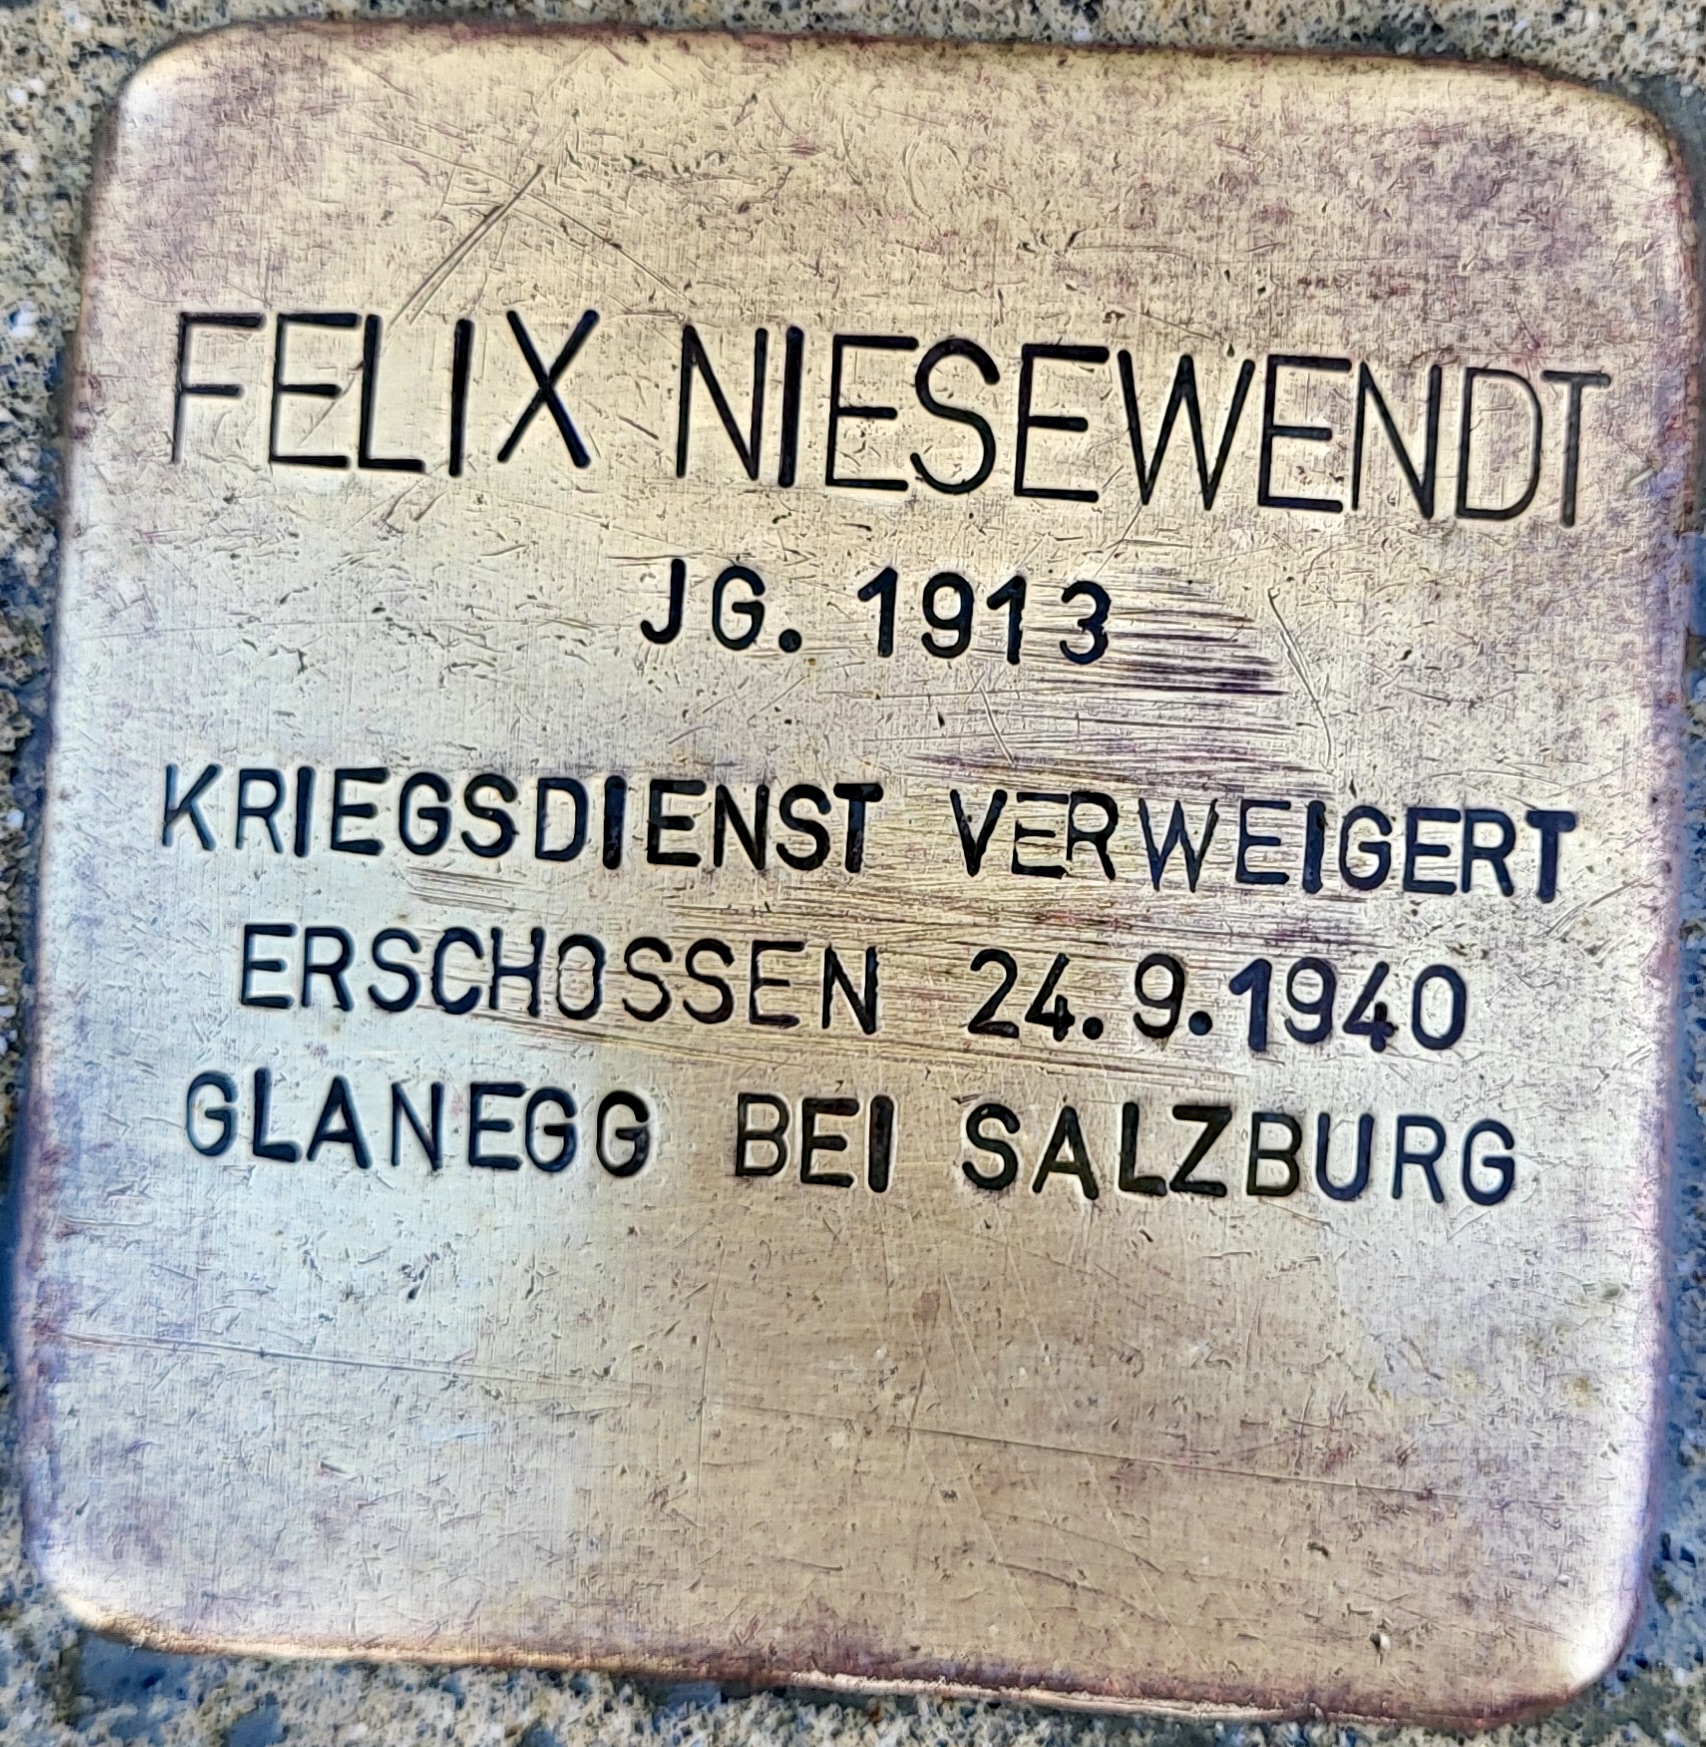 FELIX NIESEWENDT
JG. 1913
KRIEGSDIENST VERWEIGERT
ERSCHOSSEN 24.9.1940
GLANEGG BEI SALZBURG